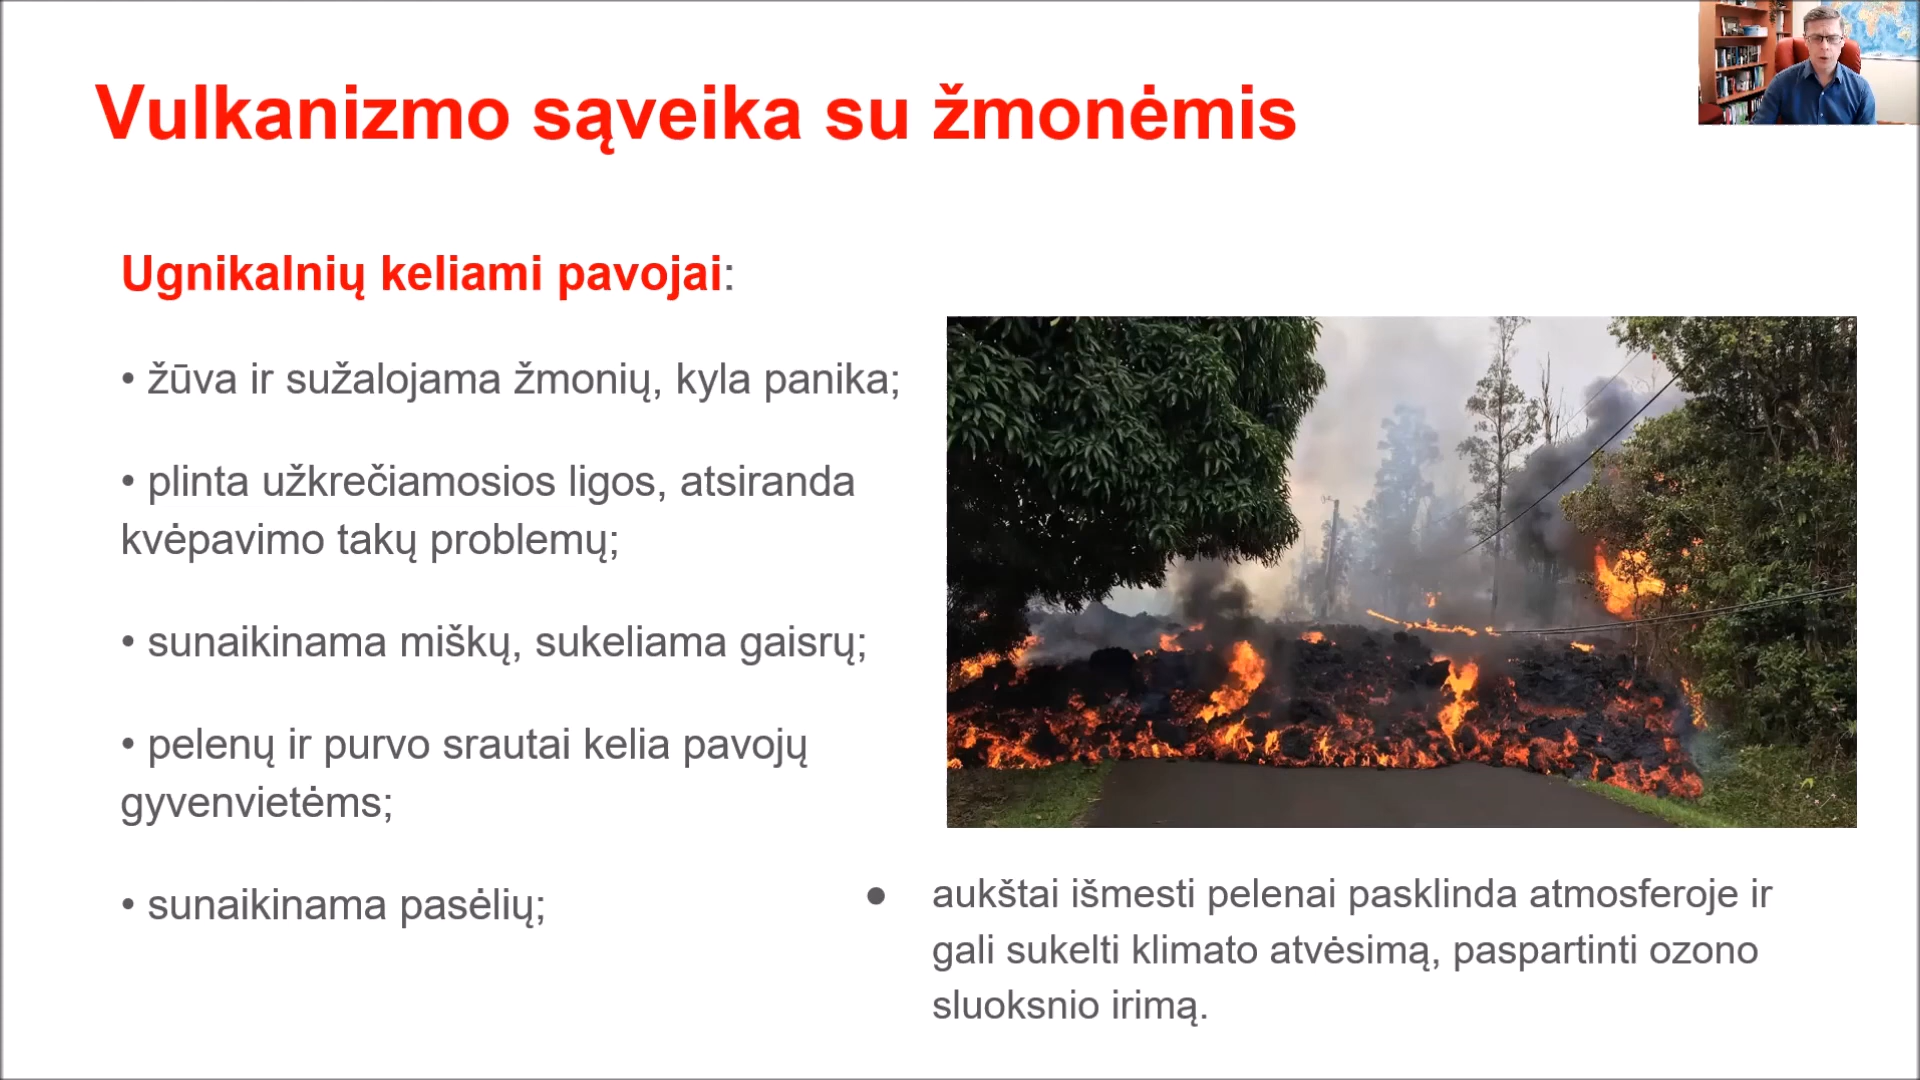 Vulkanizmo sąveika su žmonėmis
Ugnikalnių keliami pavojai:
• žūva ir sužalojama žmonių, kyla panika;
• plinta užkrečiamosios ligos, atsiranda
kvėpavimo takų problemų;
• sunaikinama miškų, sukeliama gaisrų;
• pelenų ir purvo srautai kelia pavojų
gyvenvietėms;
• sunaikinama pasėlių;
● aukštai išmesti pelenai pasklinda atmosferoje ir
gali sukelti klimato atvėsimą, paspartinti ozono
sluoksnio irimą.